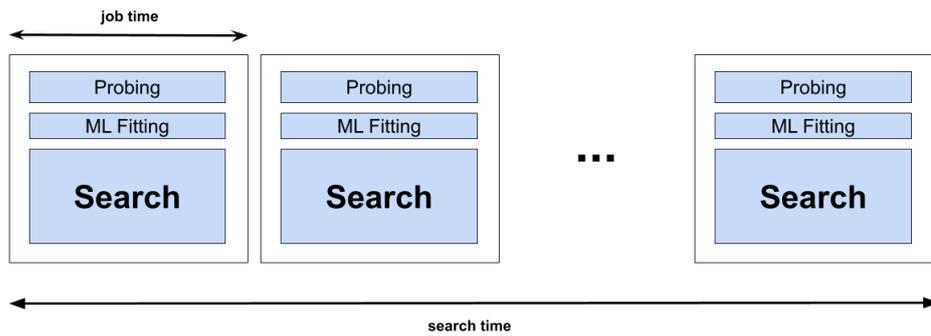 job time
Probing
ML Fitting
Search
Probing
ML Fitting
Search
...
Probing
ML Fitting
Search
search time